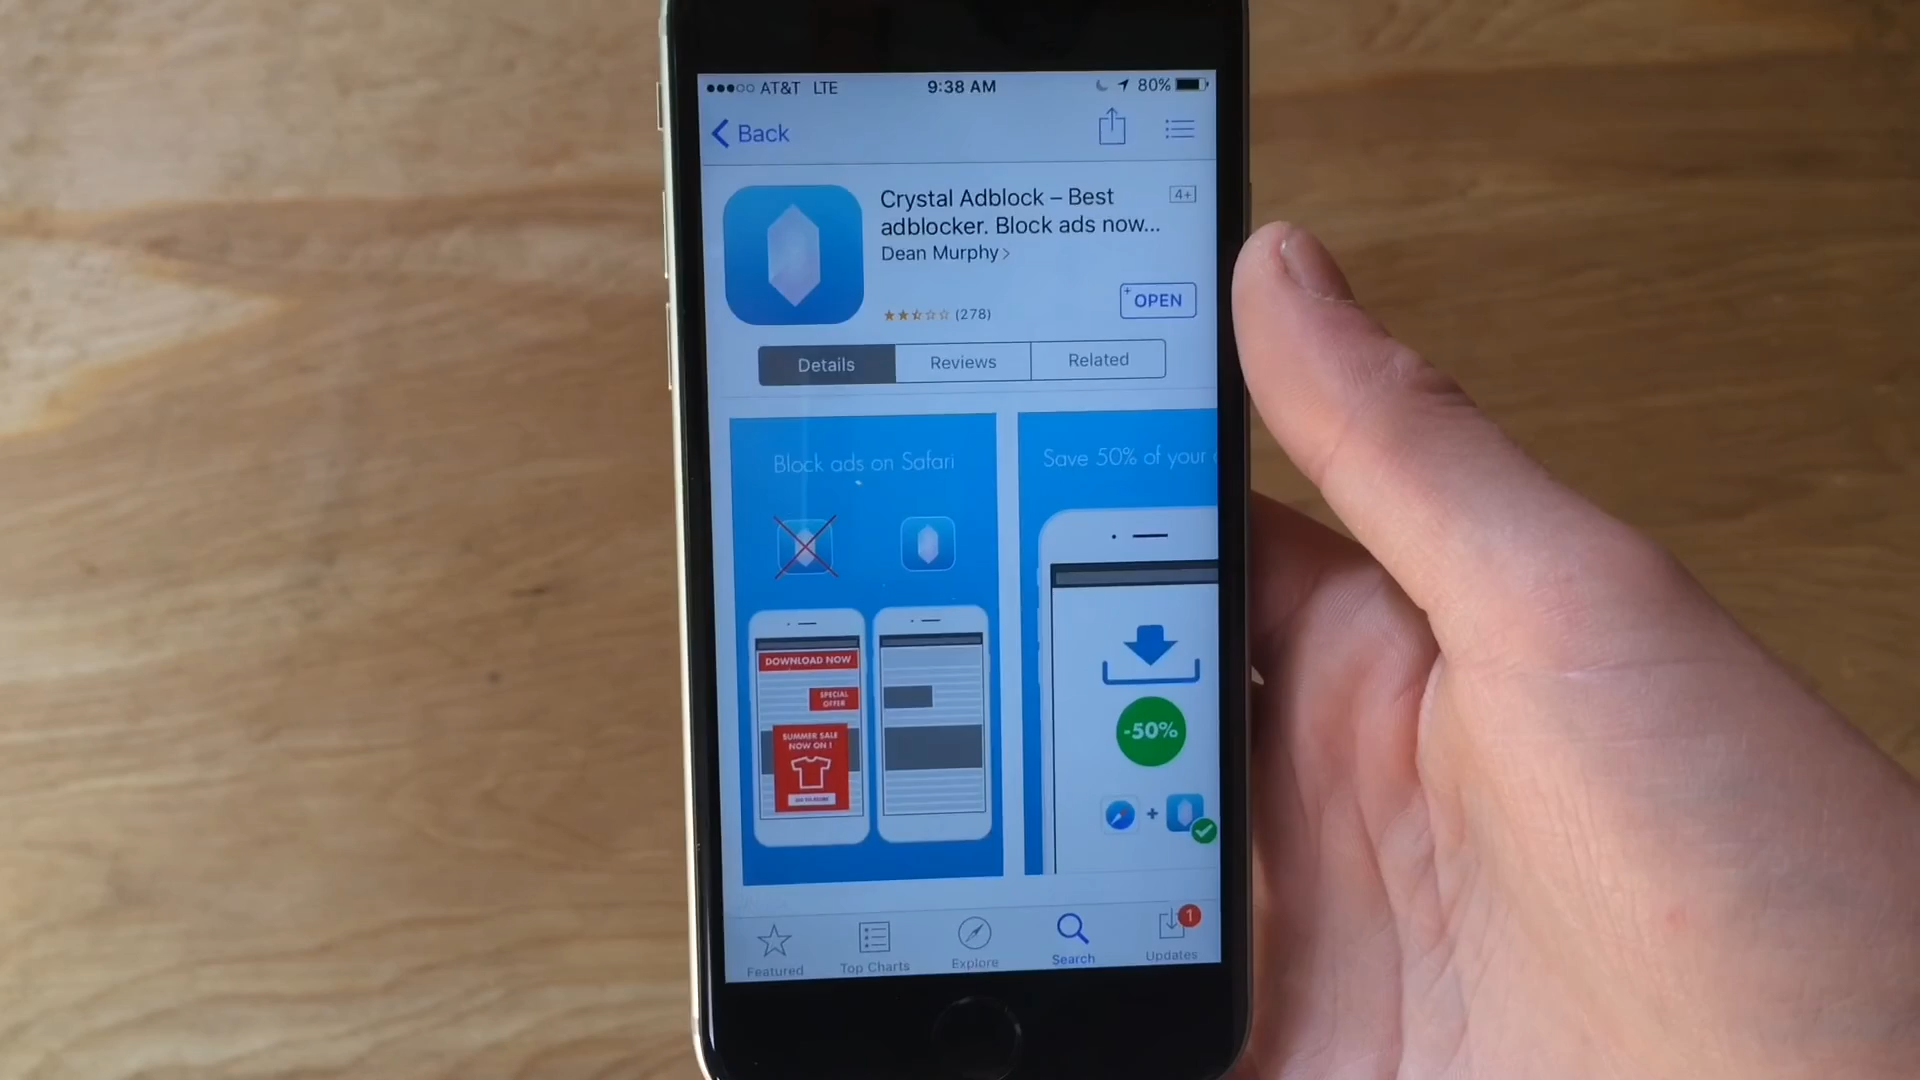 AT&T LTE 9:38 AM 80%
Back
Crystal Adblock – Best
adblocker. Block ads now...
4+
Dean Murphy
(278)
+ OPEN
Details Reviews Related
Block ads on Safari
Save 50% of your
DOWNLOAD NOW
SPECIAL
OFFER
SUMMER SALE
NOW ON !
-50%
+
1
Featured Top Charts Explore Search Updates